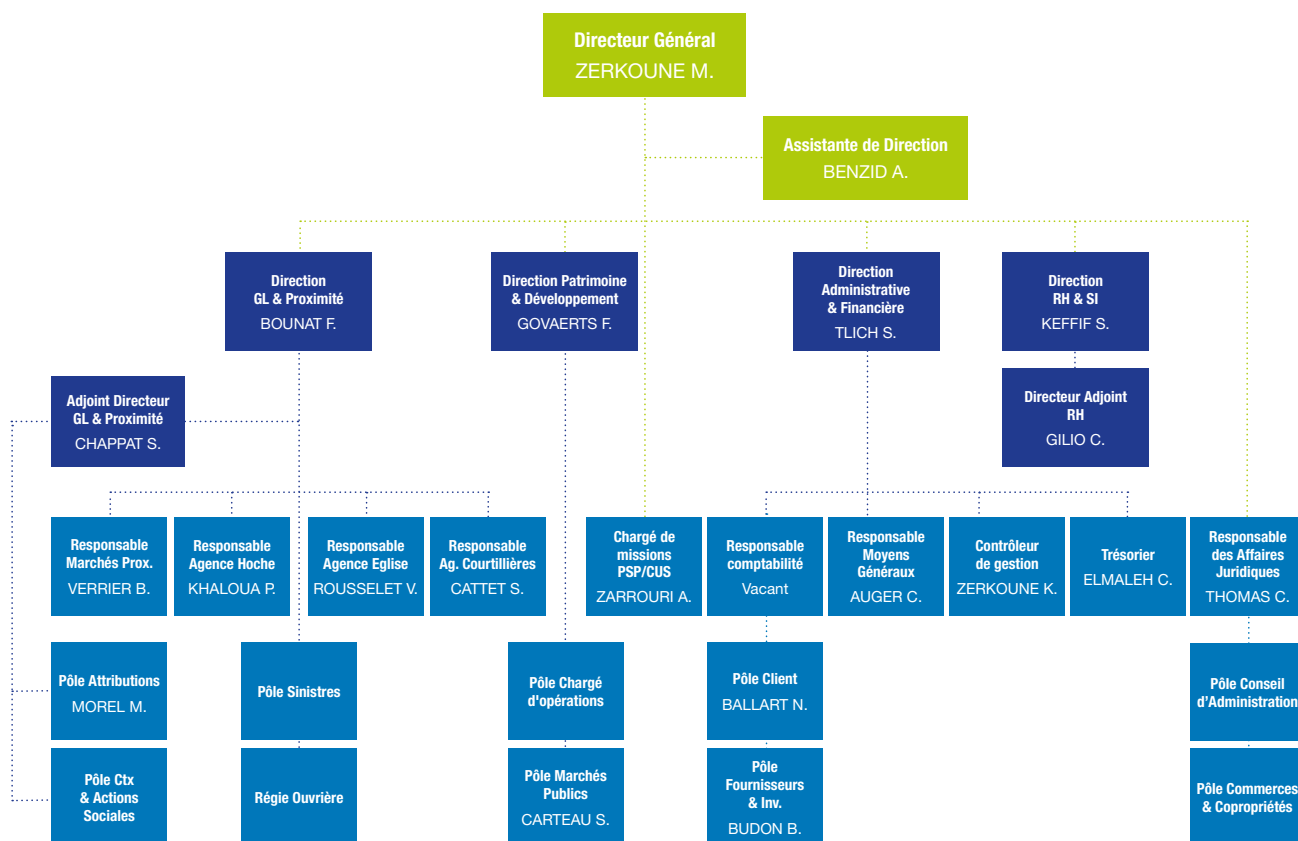 Directeur Général
ZERKOUNE M.
Assistante de Direction
BENZID A.
Direction
GL & Proximité
BOUNAT F.
Direction Patrimoine
& Développement
GOVAERTS F.
Direction
Administrative
& Financière
TLICH S.
Direction
RH & SI
KEFFIF S.
Adjoint Directeur
GL & Proximité
CHAPPAT S.
Directeur Adjoint
RH
GILIO C.
Responsable
Marchés Prox.
VERRIER B.
Responsable
Agence Hoche
KHALOUA P.
Responsable
Agence Eglise
ROUSSELET V.
Responsable
Ag. Courtillières
CATTET S.
Chargé de
missions
PSP/CUS
ZARROURI A.
Responsable
comptabilité
Vacant
Responsable
Moyens
Généraux
AUGER C.
Contrôleur
de gestion
ZERKOUNE K.
Trésorier
ELMALEH C.
Responsable
des Affaires
Juridiques
THOMAS C.
Pôle Attributions
MOREL M.
Pôle Sinistres
Pôle Chargé
d'opérations
Pôle Client
BALLART N.
Pôle Conseil
d'Administration
Pôle Ctx
& Actions
Sociales
Régie Ouvrière
Pôle Marchés
Publics
CARTEAU S.
Pôle
Fournisseurs
& Inv.
BUDON B.
Pôle Commerces
& Copropriétés